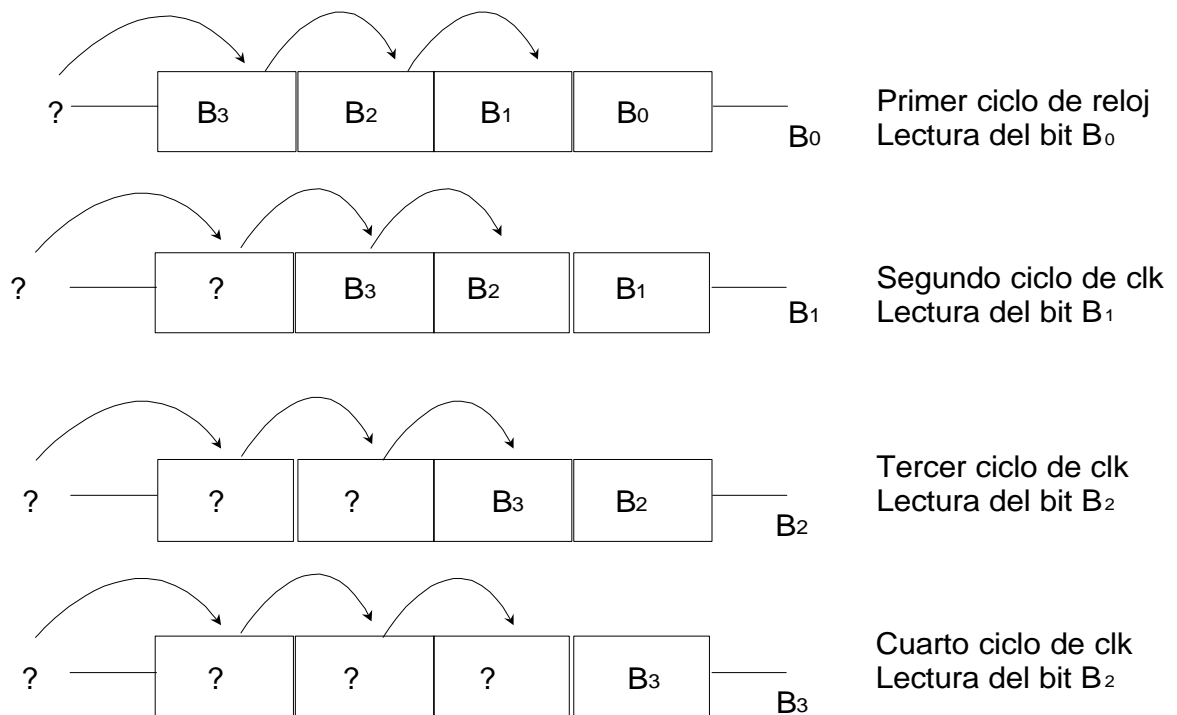 ? B3 B2 B1 B0 B0
Primer ciclo de reloj
Lectura del bit B0
? ? B3 B2 B1 B1
Segundo ciclo de clk
Lectura del bit B1
? ? ? B3 B2 B2
Tercer ciclo de clk
Lectura del bit B2
? ? ? ? B3 B3
Cuarto ciclo de clk
Lectura del bit B2